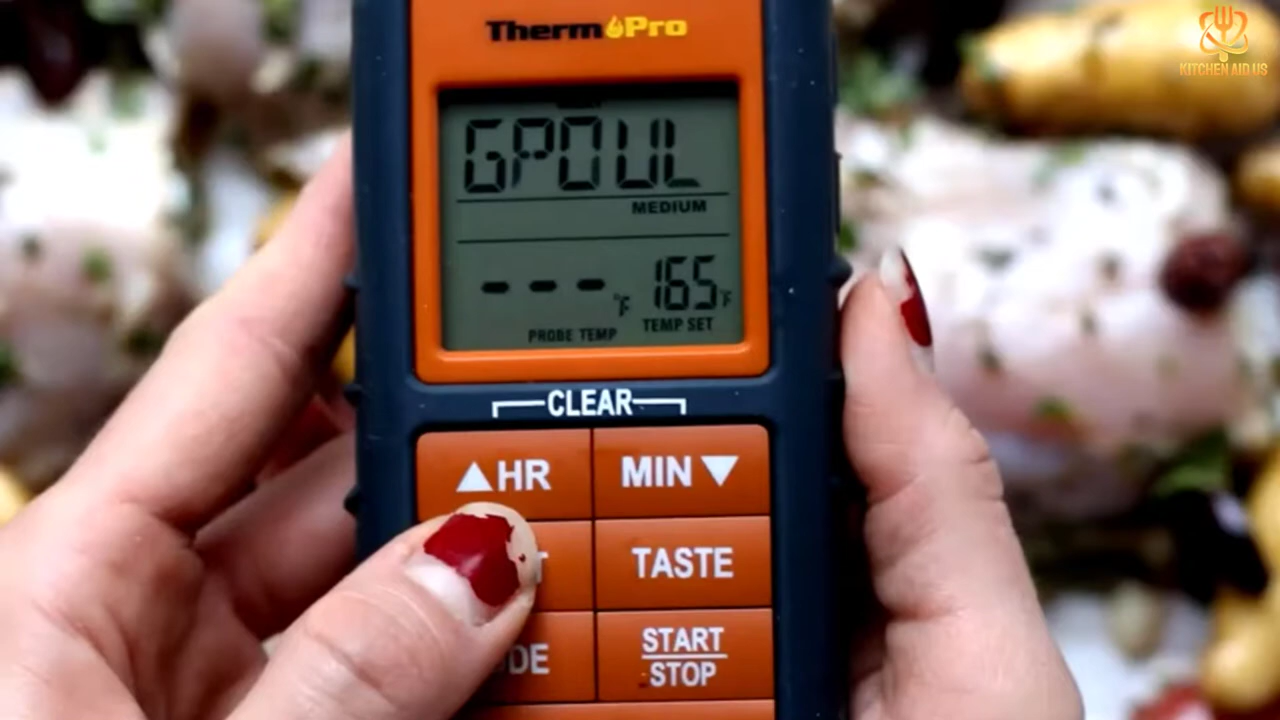 ThermoPro
KITCHEN AID US
GPOUL
MEDIUM
--- °F 165°F
PROBE TEMP TEMP SET
CLEAR
▲HR MIN▼
TASTE
START
STOP